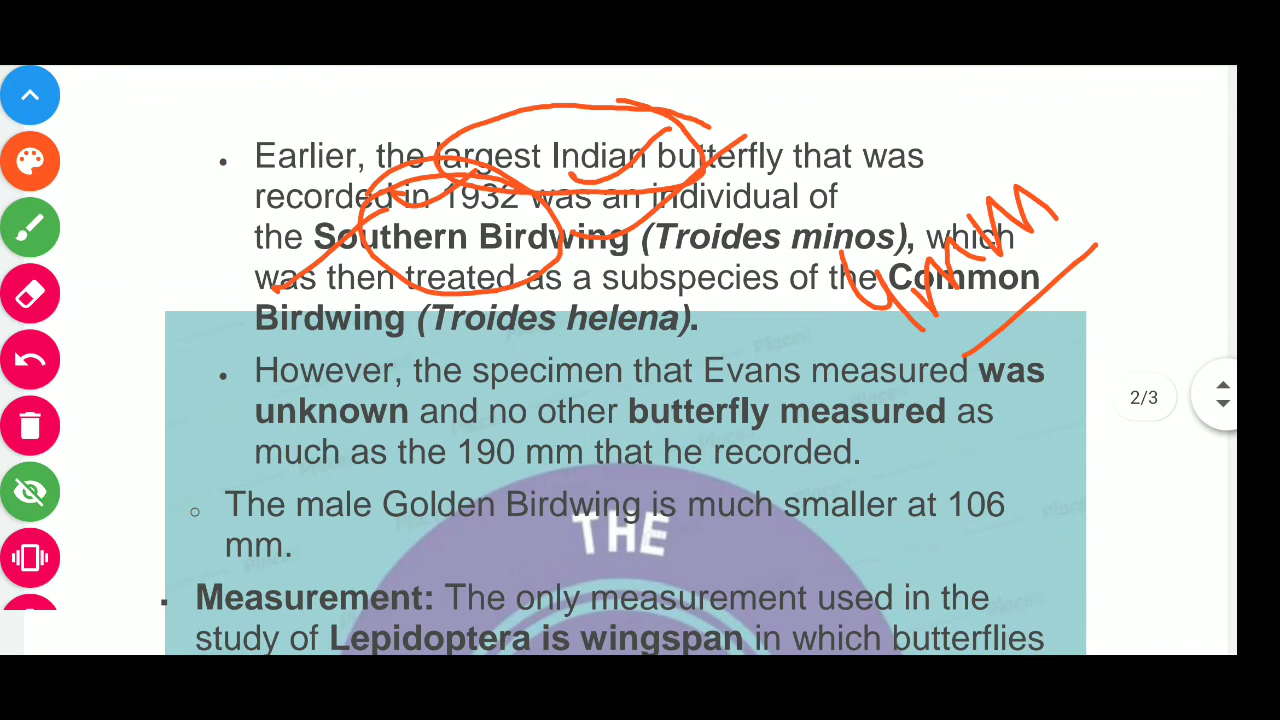 Earlier, the largest Indian butterfly that was
recorded in 1932 was an individual of
the Southern Birdwing (Troides minos), which
was then treated as a subspecies of the Common
Birdwing (Troides helena).
4mm
However, the specimen that Evans measured was
unknown and no other butterfly measured as
much as the 190 mm that he recorded.
2/3
The male Golden Birdwing is much smaller at 106
mm.
THE
Measurement: The only measurement used in the
study of Lepidoptera is wingspan in which butterflies